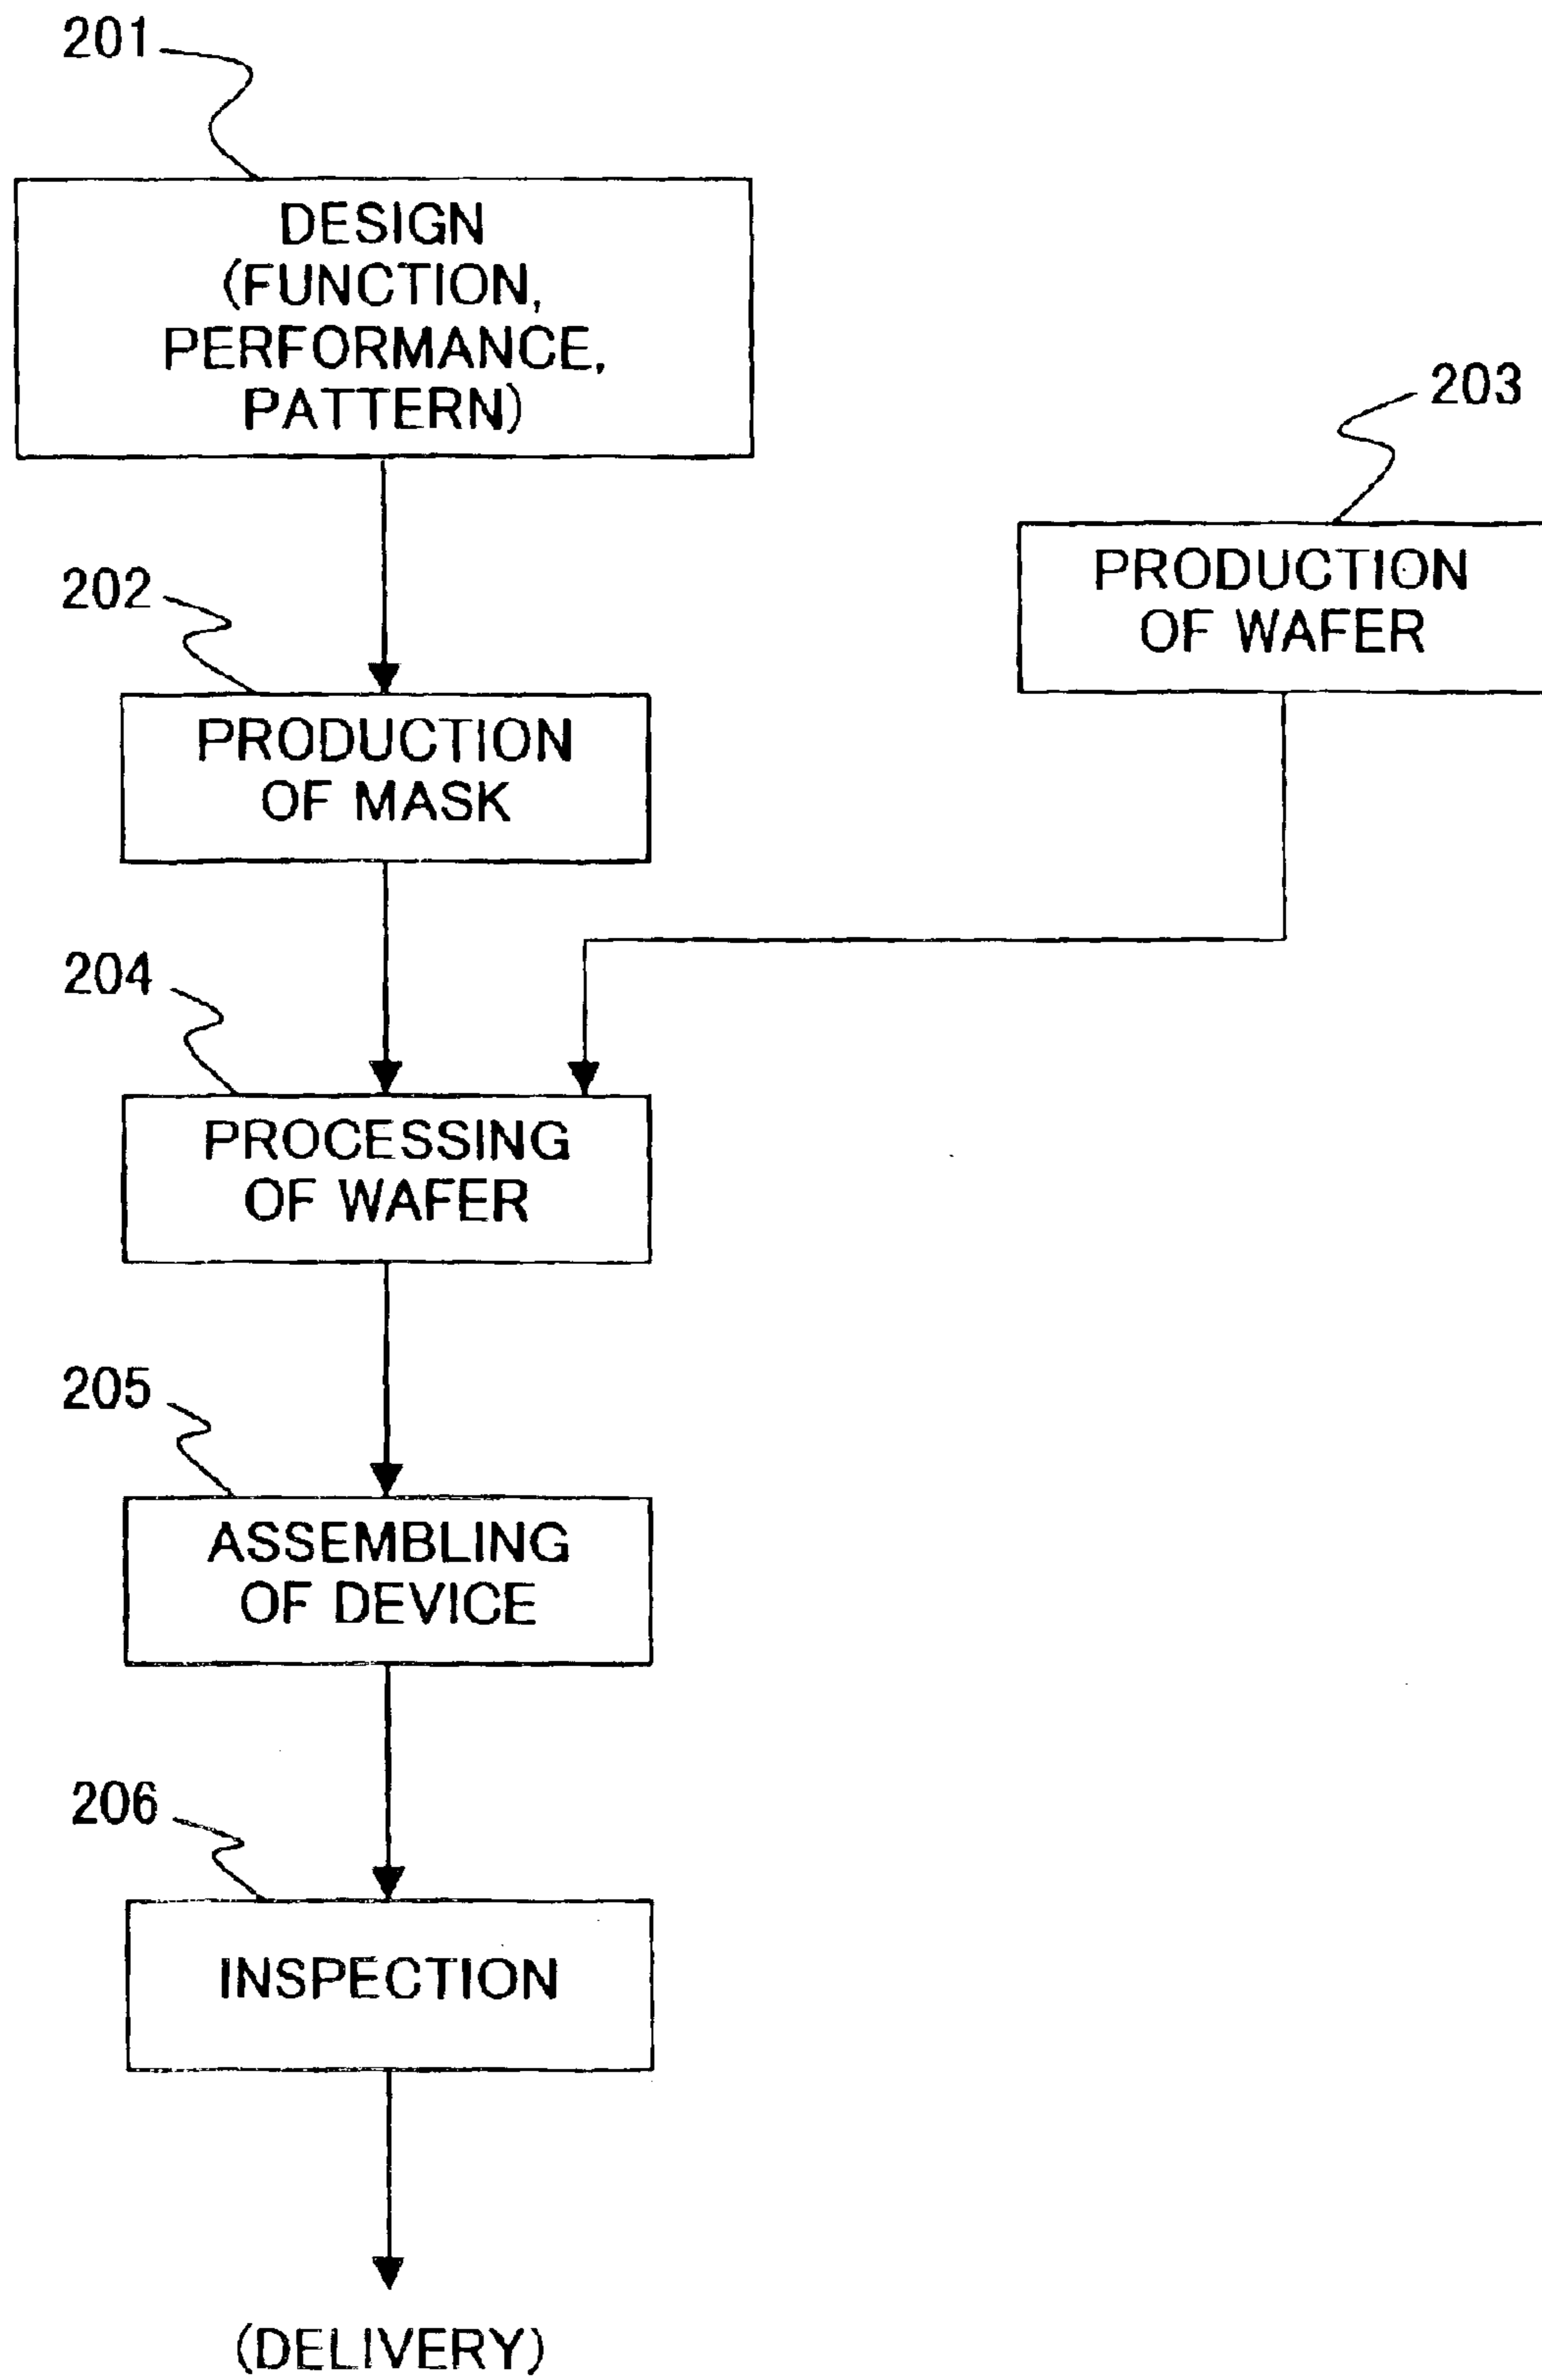 201
DESIGN
(FUNCTION,
PERFORMANCE,
PATTERN)
203
PRODUCTION
OF WAFER
202
PRODUCTION
OF MASK
204
PROCESSING
OF WAFER
205
ASSEMBLING
OF DEVICE
206
INSPECTION
(DELIVERY)